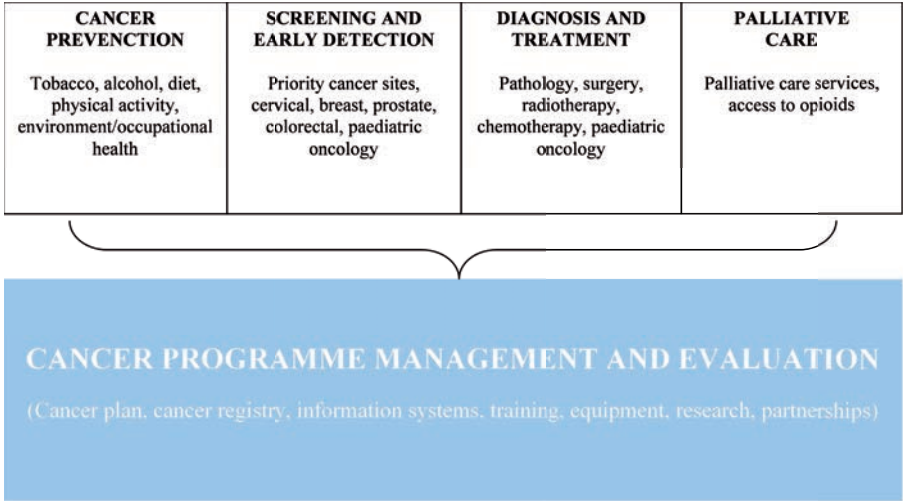 CANCER
PREVENCTION
Tobacco, alcohol, diet,
physical activity,
environment/occupational
health
SCREENING AND
EARLY DETECTION
Priority cancer sites,
cervical, breast, prostate,
colorectal, paediatric
oncology
DIAGNOSIS AND
TREATMENT
Pathology, surgery,
radiotherapy,
chemotherapy, paediatric
oncology
PALLIATIVE
CARE
Palliative care services,
access to opioids
CANCER PROGRAMME MANAGEMENT AND EVALUATION
(Cancer plan, cancer registry, information systems, training, equipment, research, partnerships)